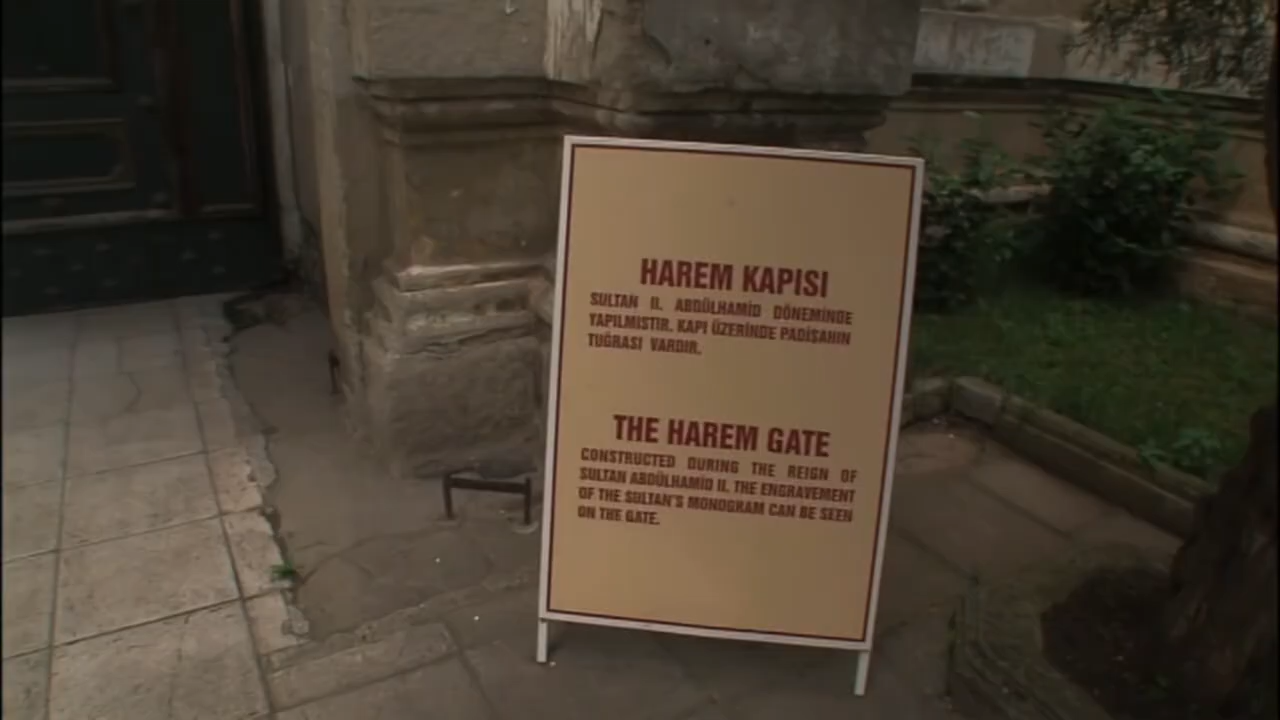 HAREM KAPISI
SULTAN II. ABDÜLHAMİD DÖNEMİNDE
YAPILMISTIR. KAPI ÜZERİNDE PADİŞAHIN
TUĞRASI VARDIR.
THE HAREM GATE
CONSTRUCTED DURING THE REIGN OF
SULTAN ABDÜLHAMİD II. THE ENGRAVEMENT
OF THE SULTAN'S MONOGRAM CAN BE SEEN
ON THE GATE.